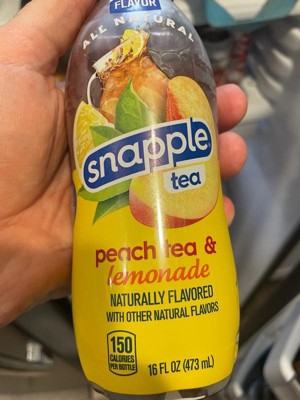 FLAVOR
ALL NATURAL
snapple
tea
peach tea &
lemonade
NATURALLY FLAVORED
WITH OTHER NATURAL FLAVORS
150
CALORIES
PER BOTTLE
16 FL OZ (473 mL)